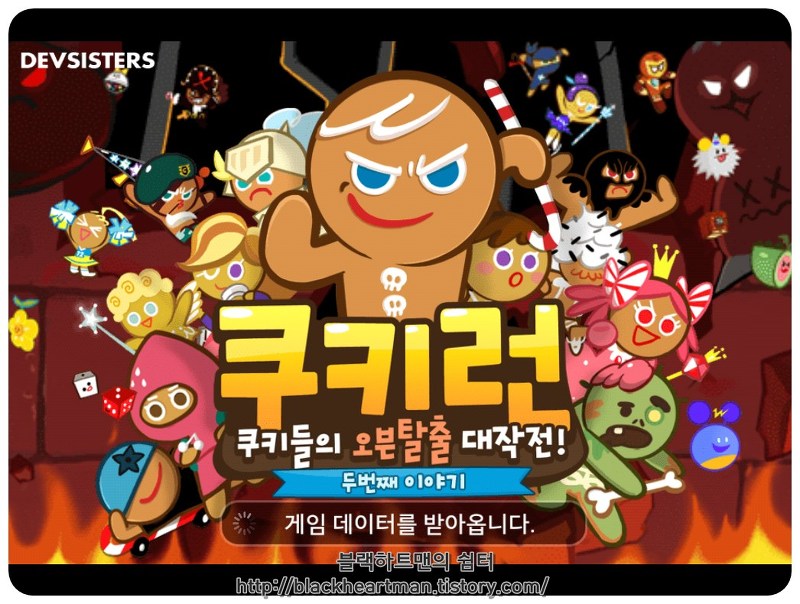 DEVSISTERS
쿠키런
쿠키들의 오븐탈출 대작전!
두번째 이야기
게임 데이터를 받아옵니다.
블랙하트맨의 쉼터
http://blackheartman.tistory.com/